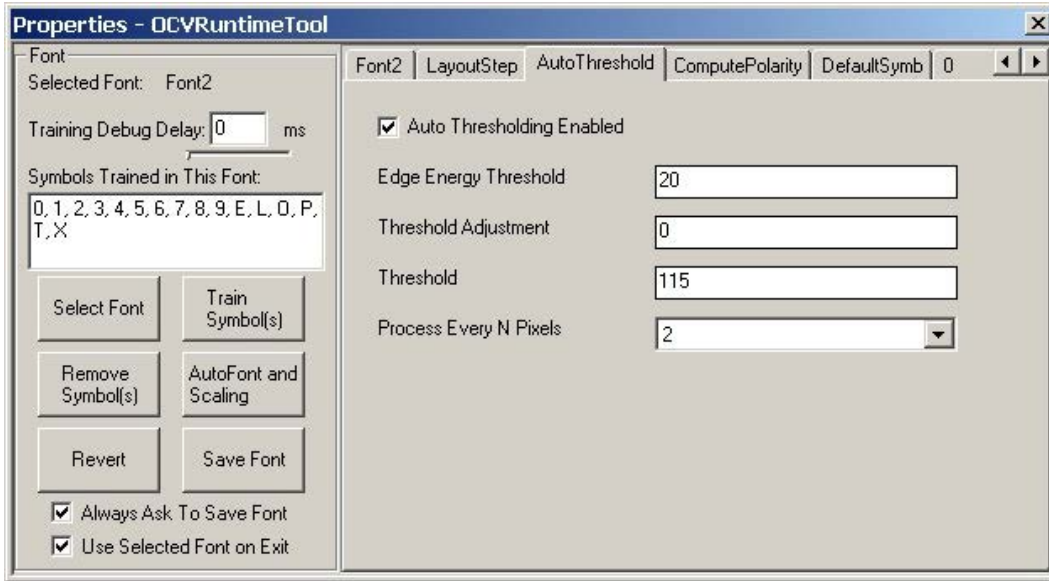 Properties - OCVRuntimeTool
Font
Selected Font: Font2
Training Debug Delay: 0 ms
Symbols Trained in This Font:
0, 1, 2, 3, 4, 5, 6, 7, 8, 9, E, L, O, P,
T, X
Select Font
Train
Symbol(s)
Remove
Symbol(s)
AutoFont and
Scaling
Revert
Save Font
Always Ask To Save Font
Use Selected Font on Exit
Font2 LayoutStep AutoThreshold ComputePolarity DefaultSymb 0
Auto Thresholding Enabled
Edge Energy Threshold 20
Threshold Adjustment 0
Threshold 115
Process Every N Pixels 2